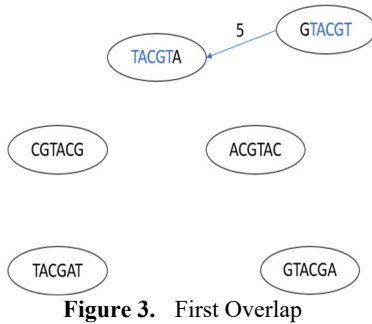 5
GTACGT
TACGTA
CGTACG
ACGTAC
TACGAT
GTACGA
Figure 3. First Overlap